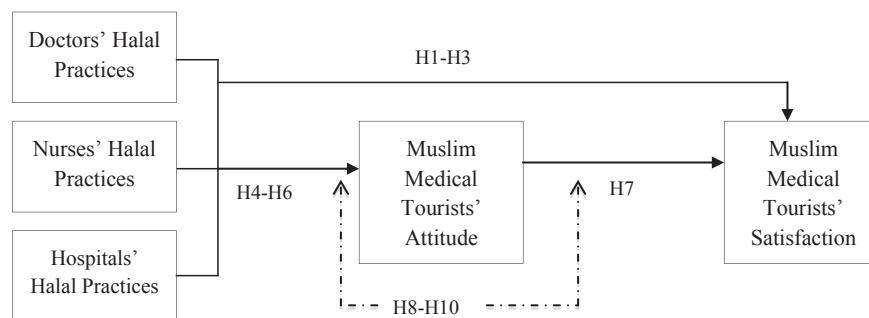 Doctors’ Halal
Practices
Nurses’ Halal
Practices
Hospitals’
Halal Practices
H1-H3
H4-H6
Muslim
Medical
Tourists’
Attitude
H7
H8-H10
Muslim
Medical
Tourists’
Satisfaction